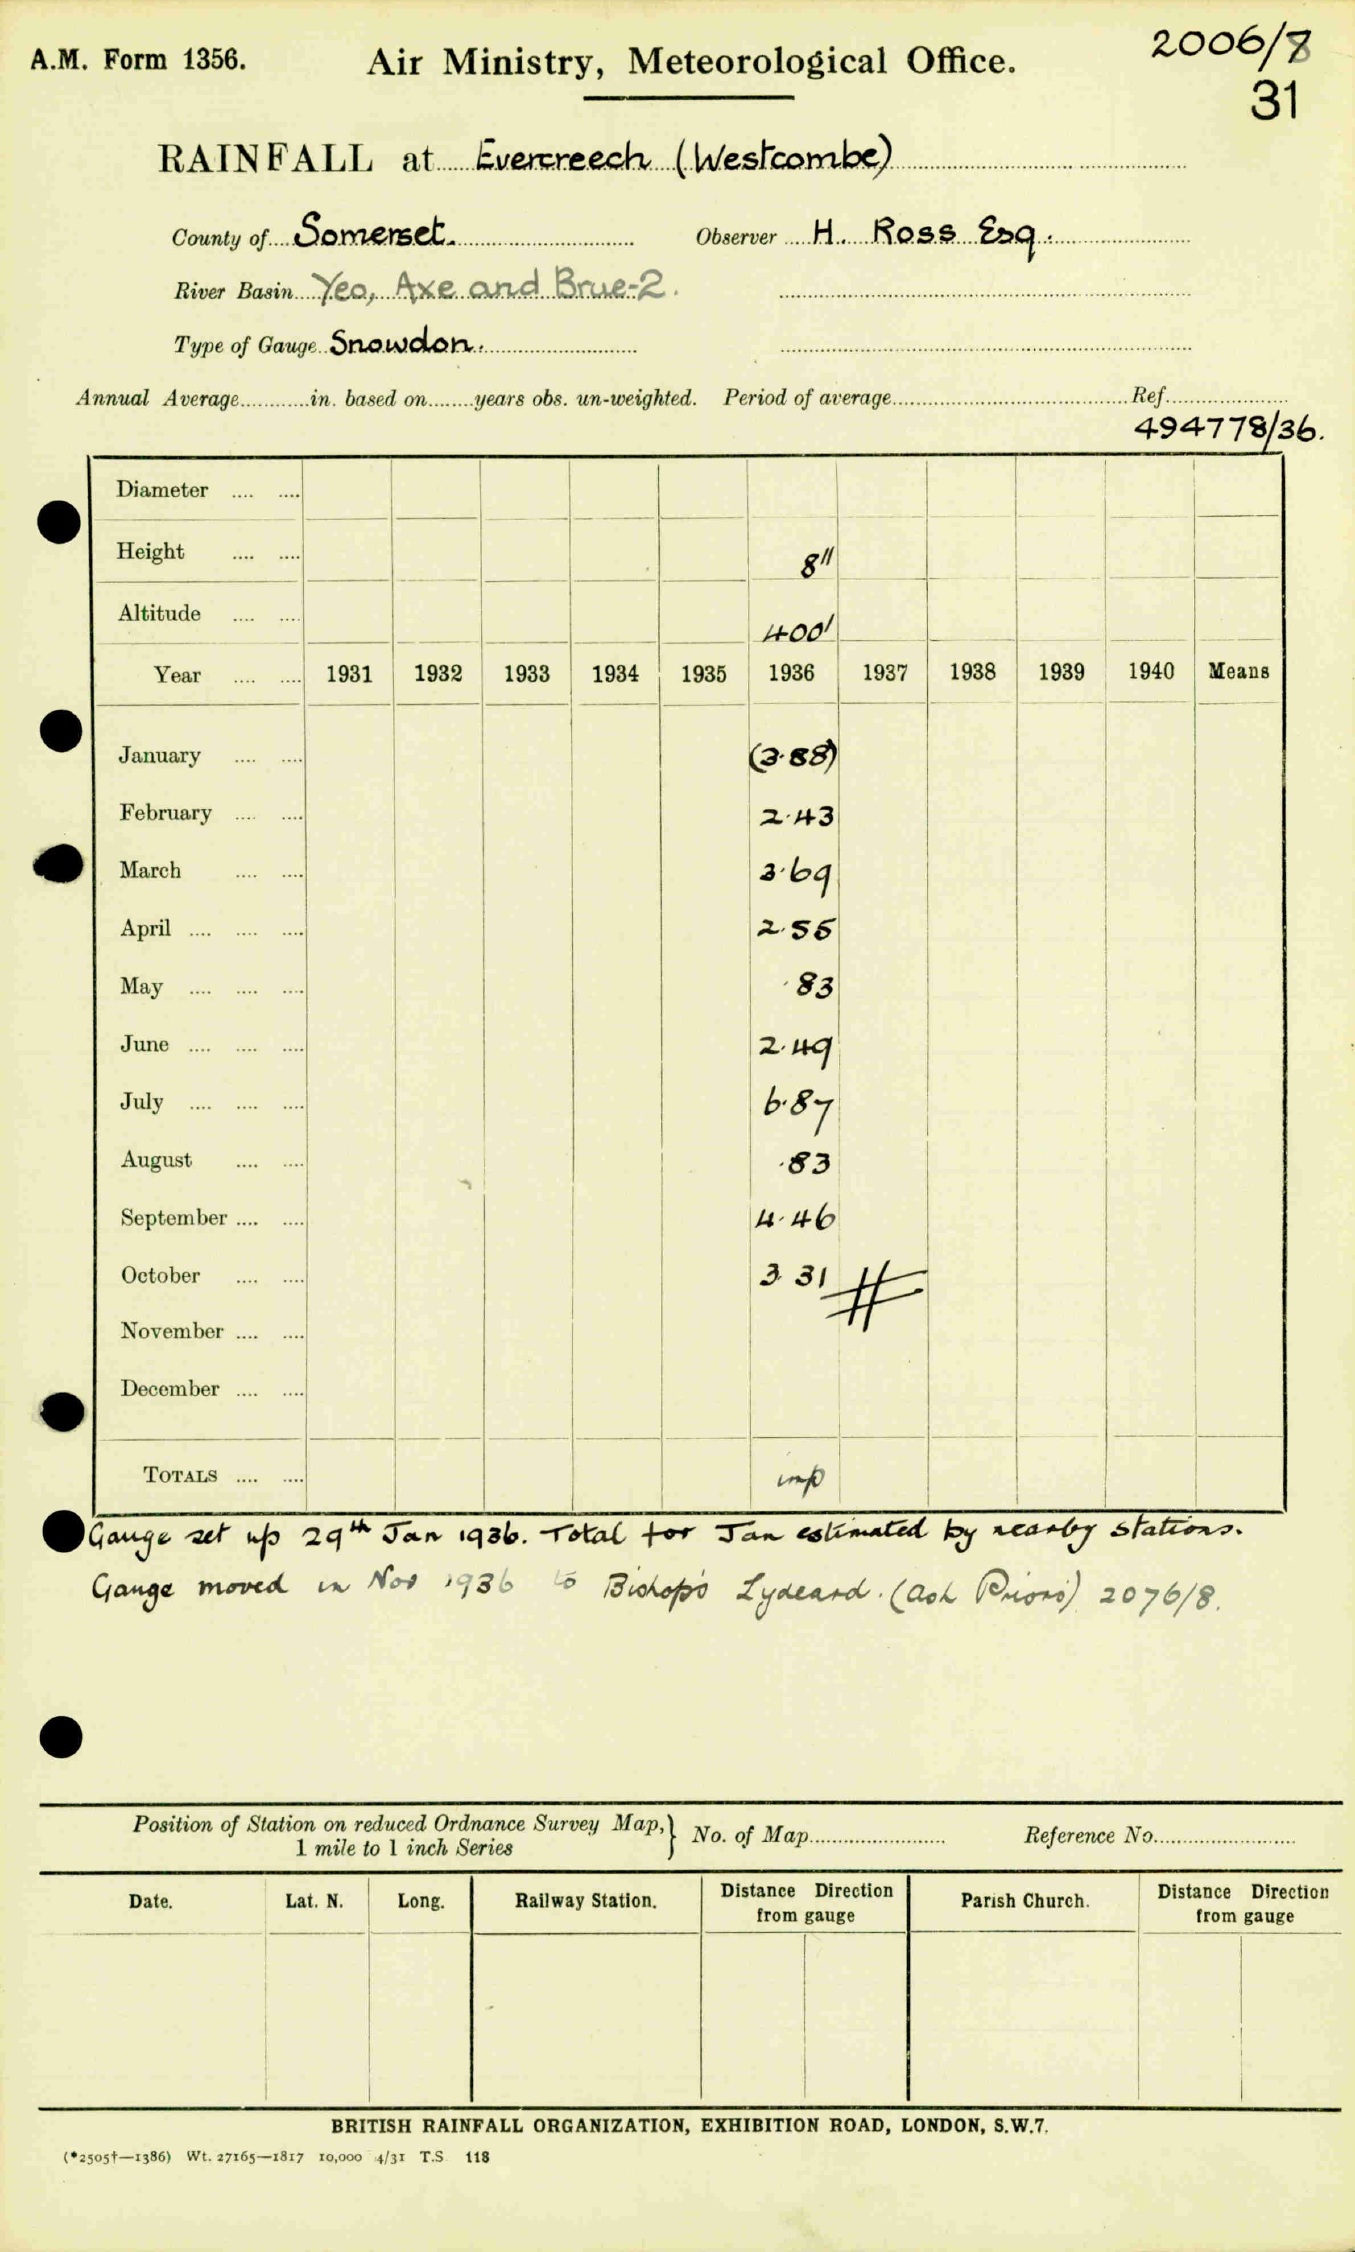 A.M. Form 1356.
Air Ministry, Meteorological Office.
2006/8
31
RAINFALL at Evercreech (Westcombe)
County of Somerset. Observer H. Ross Esq.
River Basin Yeo, Axe and Brue-2.
Type of Gauge Snowdon.
Annual Average in. based on years obs. un-weighted. Period of average Ref.
494778/36.
Diameter
Height 8"
Altitude 400'
Year 1931 1932 1933 1934 1935 1936 1937 1938 1939 1940 Means
January (3.88)
February 2.43
March 3.69
April 2.55
May .83
June 2.49
July 6.87
August .83
September 4.46
October 3 31
November
December
TOTALS imp
Gauge set up 29th Jan 1936. Total for Jan estimated by nearby stations.
Gauge moved in Nov 1936 to Bishop's Lydeard. (Ash Priors) 2076/8.
Position of Station on reduced Ordnance Survey Map, } No. of Map Reference No.
1 mile to 1 inch Series
Date. Lat. N. Long. Railway Station. Distance Direction from gauge Parish Church. Distance Direction from gauge
BRITISH RAINFALL ORGANIZATION, EXHIBITION ROAD, LONDON, S.W.7.
(*2505†—1386) Wt. 27165—1817 10,000 4/31 T.S 118